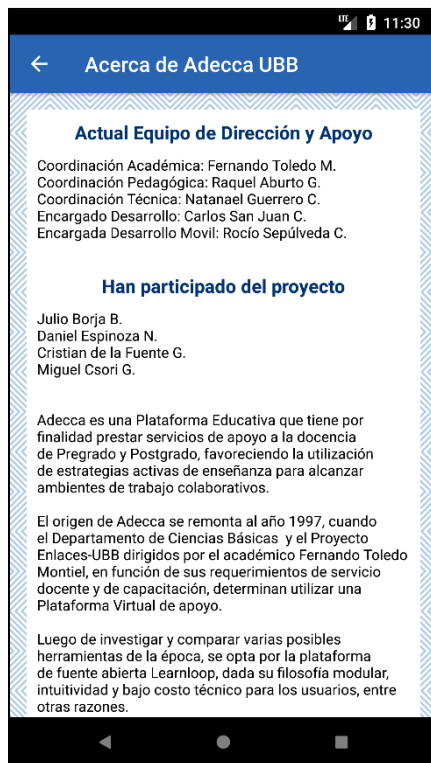 LTE 11:30
Acerca de Adecca UBB
Actual Equipo de Dirección y Apoyo
Coordinación Académica: Fernando Toledo M.
Coordinación Pedagógica: Raquel Aburto G.
Coordinación Técnica: Natanael Guerrero C.
Encargado Desarrollo: Carlos San Juan C.
Encargada Desarrollo Movil: Rocío Sepúlveda C.
Han participado del proyecto
Julio Borja B.
Daniel Espinoza N.
Cristian de la Fuente G.
Miguel Csori G.
Adecca es una Plataforma Educativa que tiene por
finalidad prestar servicios de apoyo a la docencia
de Pregrado y Postgrado, favoreciendo la utilización
de estrategias activas de enseñanza para alcanzar
ambientes de trabajo colaborativos.
El origen de Adecca se remonta al año 1997, cuando
el Departamento de Ciencias Básicas y el Proyecto
Enlaces-UBB dirigidos por el académico Fernando Toledo
Montiel, en función de sus requerimientos de servicio
docente y de capacitación, determinan utilizar una
Plataforma Virtual de apoyo.
Luego de investigar y comparar varias posibles
herramientas de la época, se opta por la plataforma
de fuente abierta Learnloop, dada su filosofía modular,
intuitividad y bajo costo técnico para los usuarios, entre
otras razones.